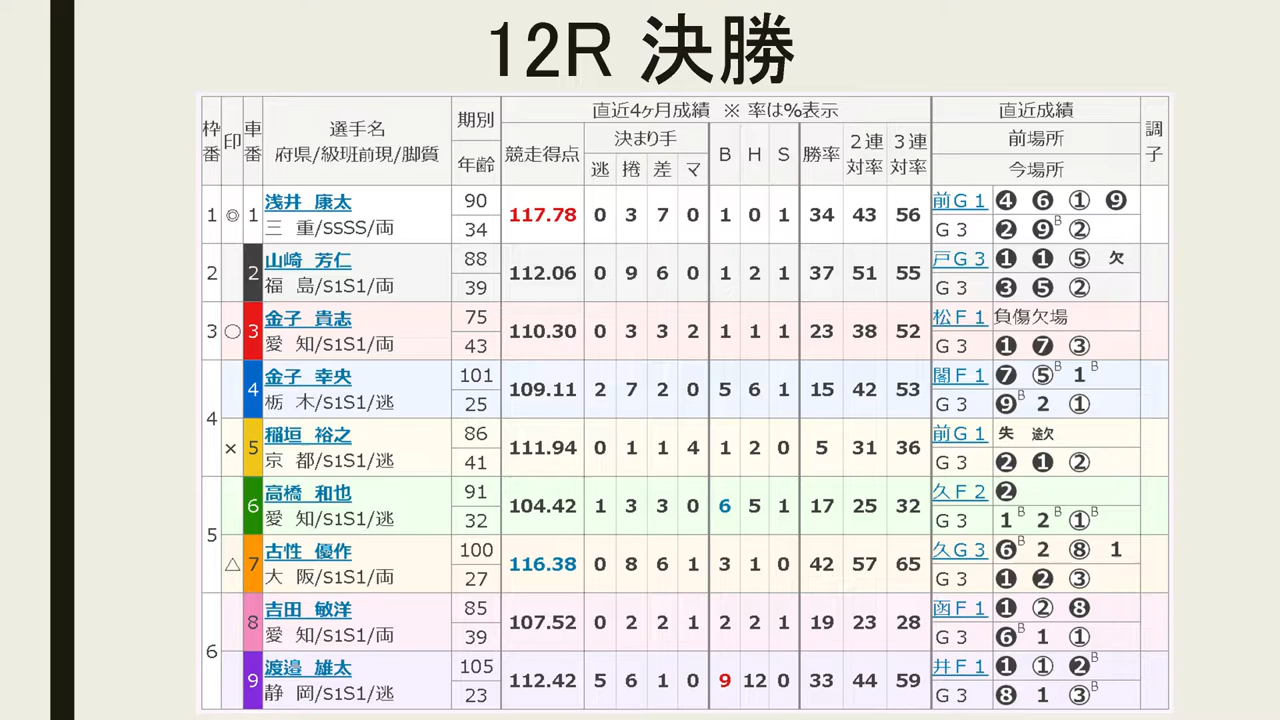 12R 決勝
枠番 印 車番 選手名 府県/級班前現/脚質 期別 年齢 直近4ヶ月成績 ※ 率は%表示 直近成績 調子
競走得点 決まり手 B H S 勝率 2連対率 3連対率 前場所
逃 捲 差 マ 今場所
1 ◎ 1 浅井 康太 90 117.78 0 3 7 0 1 0 1 34 43 56 前G1 ❹ ❻ ① ❾
三 重/SSSS/両 34 G3 ❷ ❾B ②
2 2 山崎 芳仁 88 112.06 0 9 6 0 1 2 1 37 51 55 戸G3 ❶ ❶ ⑤ 欠
福 島/S1S1/両 39 G3 ❸ ❺ ②
3 ○ 3 金子 貴志 75 110.30 0 3 3 2 1 1 1 23 38 52 松F1 負傷欠場
愛 知/S1S1/両 43 G3 ❶ ❼ ③
4 4 金子 幸央 101 109.11 2 7 2 0 5 6 1 15 42 53 閣F1 ❼ ⑤B 1B
栃 木/S1S1/逃 25 G3 ❾B 2 ①
× 5 稲垣 裕之 86 111.94 0 1 1 4 1 2 0 5 31 36 前G1 失 途欠
京 都/S1S1/逃 41 G3 ❷ ❶ ②
5 6 高橋 和也 91 104.42 1 3 3 0 6 5 1 17 25 32 久F2 ❷
愛 知/S1S1/逃 32 G3 1B 2B ①B
△ 7 古性 優作 100 116.38 0 8 6 1 3 1 0 42 57 65 久G3 ❻B 2 ⑧ 1
大 阪/S1S1/両 27 G3 ❶ ❷ ③
6 8 吉田 敏洋 85 107.52 0 2 2 1 2 2 1 19 23 28 函F1 ❶ ② ❽
愛 知/S1S1/両 39 G3 ❻B 1 ①
9 渡邉 雄太 105 112.42 5 6 1 0 9 12 0 33 44 59 井F1 ❶ ① ❷B
静 岡/S1S1/逃 23 G3 ❽ 1 ③B